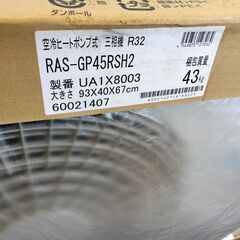 ダンボール
空冷ヒートポンプ式 三相機 R32
RAS-GP45RSH2
梱包質量
製番 UA1X8003
43kg
大きさ 93X40X67cm
60021407